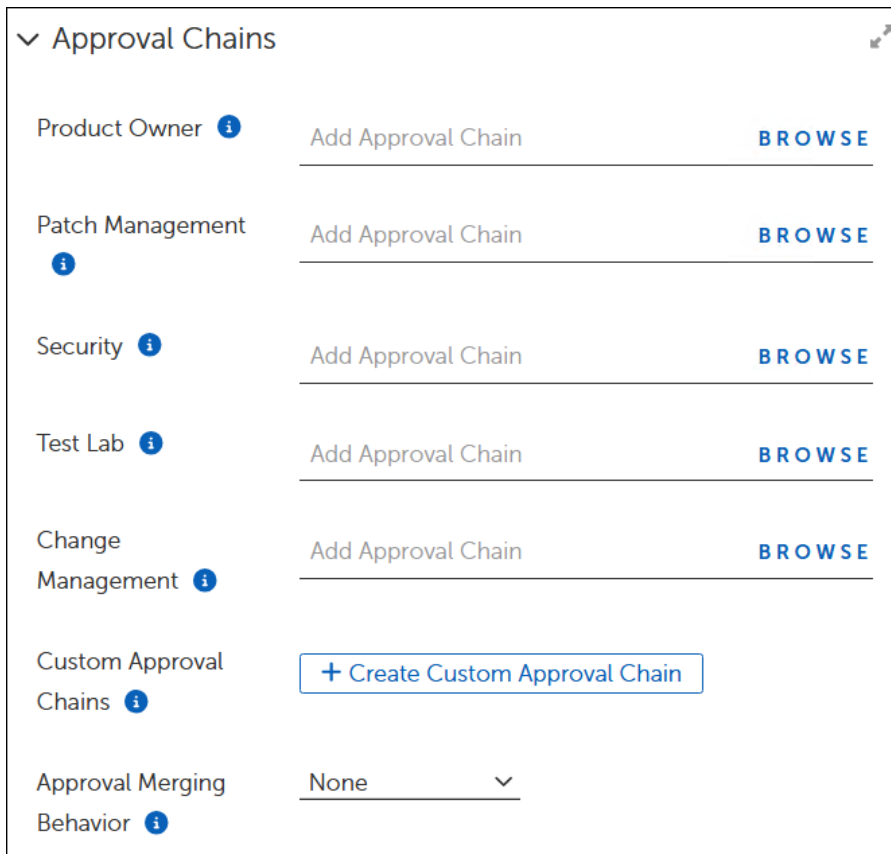 Approval Chains
Product Owner
Add Approval Chain BROWSE
Patch Management
Add Approval Chain BROWSE
Security
Add Approval Chain BROWSE
Test Lab
Add Approval Chain BROWSE
Change
Management
Add Approval Chain BROWSE
Custom Approval
Chains
+ Create Custom Approval Chain
Approval Merging
Behavior
None